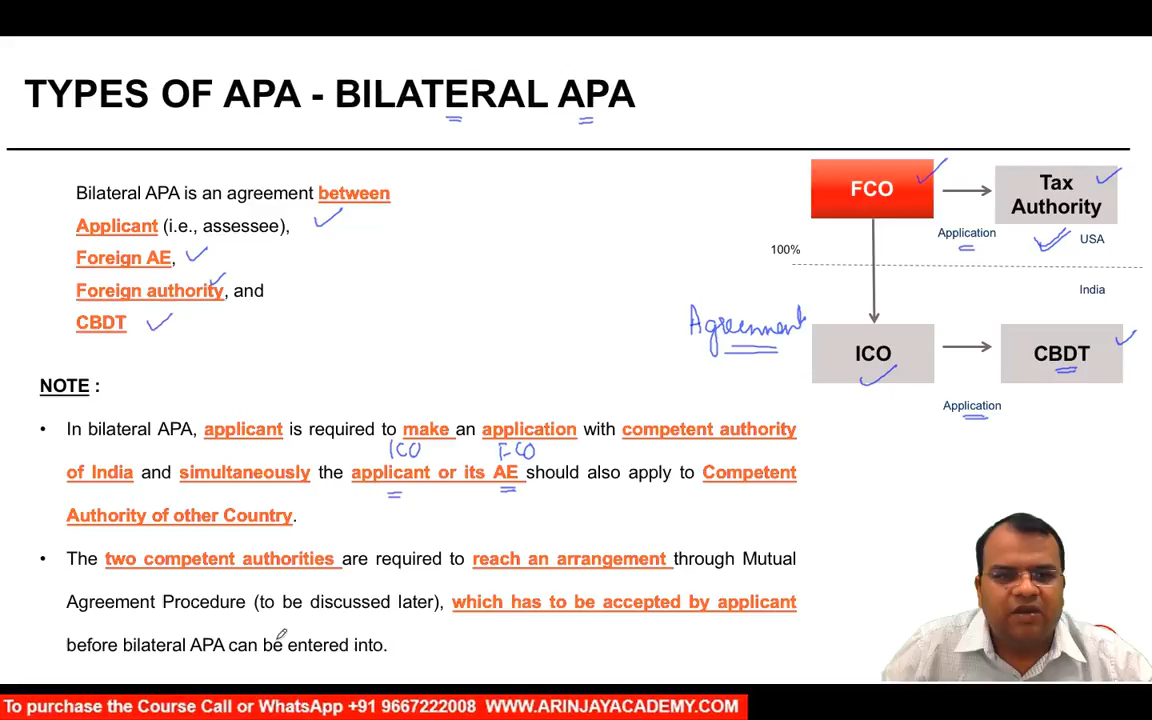 TYPES OF APA - BILATERAL APA
Bilateral APA is an agreement between
Applicant (i.e., assessee),
Foreign AE,
Foreign authority, and
CBDT
FCO
Tax
Authority
Application
USA
100%
India
Agreenment
ICO
CBDT
Application
NOTE :
• In bilateral APA, applicant is required to make an application with competent authority
ICO FCO
of India and simultaneously the applicant or its AE should also apply to Competent
Authority of other Country.
• The two competent authorities are required to reach an arrangement through Mutual
Agreement Procedure (to be discussed later), which has to be accepted by applicant
before bilateral APA can be entered into.
To purchase the Course Call or WhatsApp +91 9667222008 WWW.ARINJAYACADEMY.COM